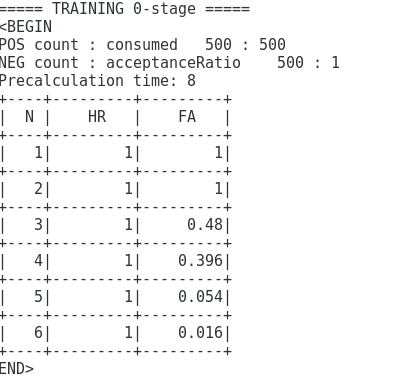 ===== TRAINING 0-stage =====
<BEGIN
POS count : consumed   500 : 500
NEG count : acceptanceRatio    500 : 1
Precalculation time: 8
+----+---------+---------+
|  N |    HR   |    FA   |
+----+---------+---------+
|   1|        1|        1|
+----+---------+---------+
|   2|        1|        1|
+----+---------+---------+
|   3|        1|     0.48|
+----+---------+---------+
|   4|        1|    0.396|
+----+---------+---------+
|   5|        1|    0.054|
+----+---------+---------+
|   6|        1|    0.016|
+----+---------+---------+
END>